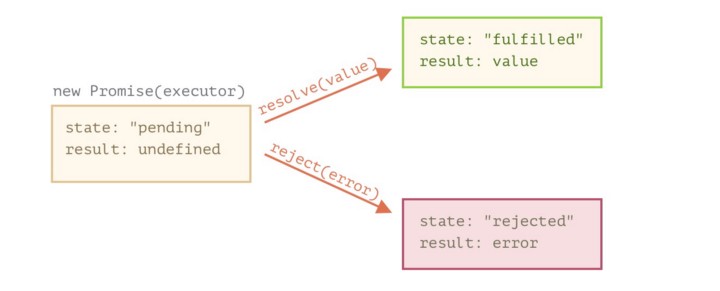 new Promise(executor)
state: "pending"
result: undefined
resolve(value)
reject(error)
state: "fulfilled"
result: value
state: "rejected"
result: error